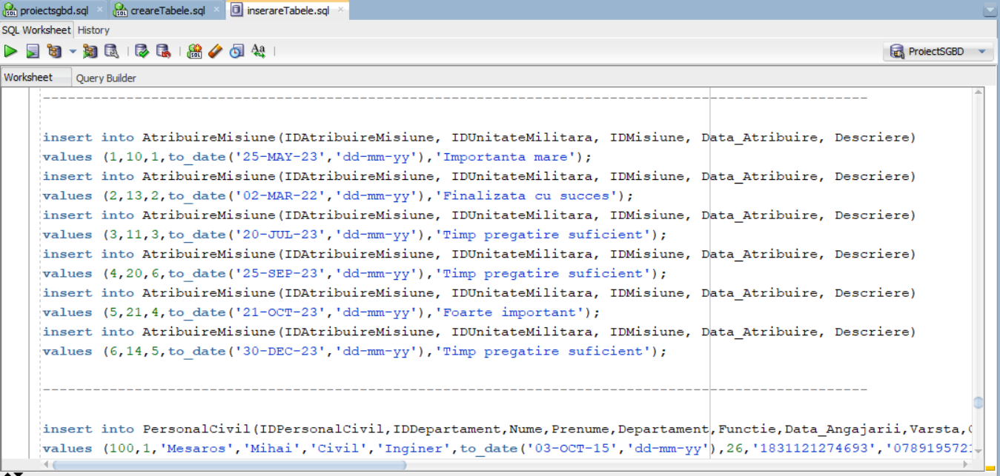 proiectsgbd.sql × creareTabele.sql × inserareTabele.sql ×
SQL Worksheet History
Aa
ProiectSGBD
Worksheet Query Builder
--------------------------------------------------------------------------------------------------
insert into AtribuireMisiune(IDAtribuireMisiune, IDUnitateMilitara, IDMisiune, Data_Atribuire, Descriere)
values (1,10,1,to_date('25-MAY-23','dd-mm-yy'),'Importanta mare');
insert into AtribuireMisiune(IDAtribuireMisiune, IDUnitateMilitara, IDMisiune, Data_Atribuire, Descriere)
values (2,13,2,to_date('02-MAR-22','dd-mm-yy'),'Finalizata cu succes');
insert into AtribuireMisiune(IDAtribuireMisiune, IDUnitateMilitara, IDMisiune, Data_Atribuire, Descriere)
values (3,11,3,to_date('20-JUL-23','dd-mm-yy'),'Timp pregatire suficient');
insert into AtribuireMisiune(IDAtribuireMisiune, IDUnitateMilitara, IDMisiune, Data_Atribuire, Descriere)
values (4,20,6,to_date('25-SEP-23','dd-mm-yy'),'Timp pregatire suficient');
insert into AtribuireMisiune(IDAtribuireMisiune, IDUnitateMilitara, IDMisiune, Data_Atribuire, Descriere)
values (5,21,4,to_date('21-OCT-23','dd-mm-yy'),'Foarte important');
insert into AtribuireMisiune(IDAtribuireMisiune, IDUnitateMilitara, IDMisiune, Data_Atribuire, Descriere)
values (6,14,5,to_date('30-DEC-23','dd-mm-yy'),'Timp pregatire suficient');
--------------------------------------------------------------------------------------------------
insert into PersonalCivil(IDPersonalCivil,IDDepartament,Nume,Prenume,Departament,Functie,Data_Angajarii,Varsta,
values (100,1,'Mesaros','Mihai','Civil','Inginer',to_date('03-OCT-15','dd-mm-yy'),26,'1831121274693','078919572